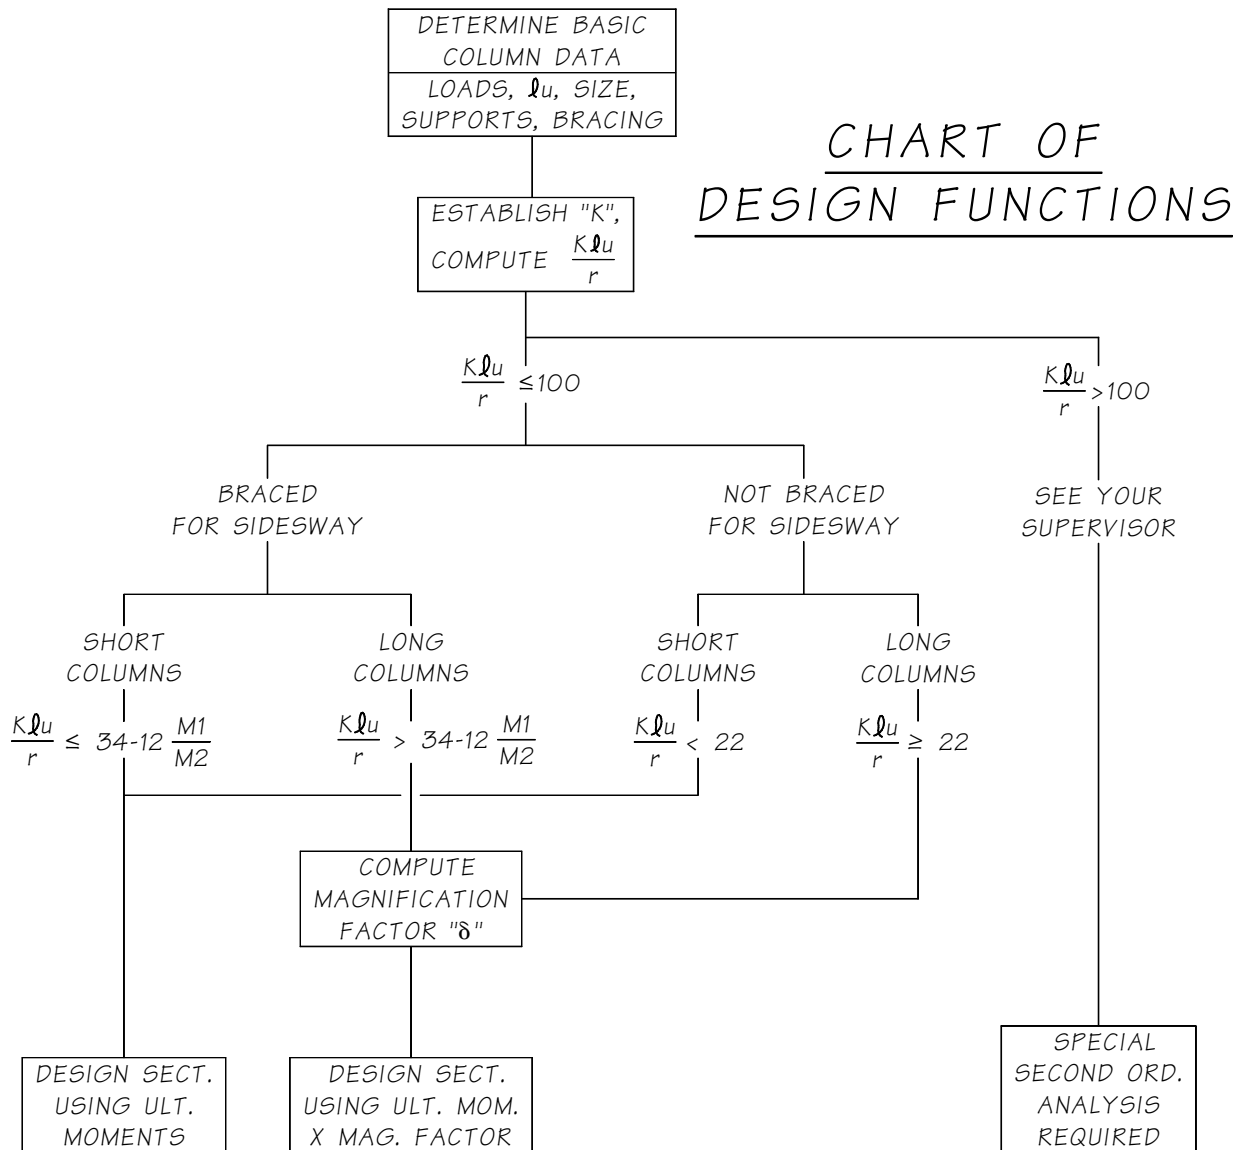 DETERMINE BASIC
COLUMN DATA
LOADS, ℓu, SIZE,
SUPPORTS, BRACING
CHART OF
DESIGN FUNCTIONS
ESTABLISH "K",
COMPUTE Kℓu
r
Kℓu
r
≤100
Kℓu
r
>100
BRACED
FOR SIDESWAY
NOT BRACED
FOR SIDESWAY
SEE YOUR
SUPERVISOR
SHORT
COLUMNS
LONG
COLUMNS
SHORT
COLUMNS
LONG
COLUMNS
Kℓu
r
≤ 34-12
M1
M2
Kℓu
r
> 34-12
M1
M2
Kℓu
r
< 22
Kℓu
r
≥ 22
COMPUTE
MAGNIFICATION
FACTOR "δ"
DESIGN SECT.
USING ULT.
MOMENTS
DESIGN SECT.
USING ULT. MOM.
X MAG. FACTOR
SPECIAL
SECOND ORD.
ANALYSIS
REQUIRED